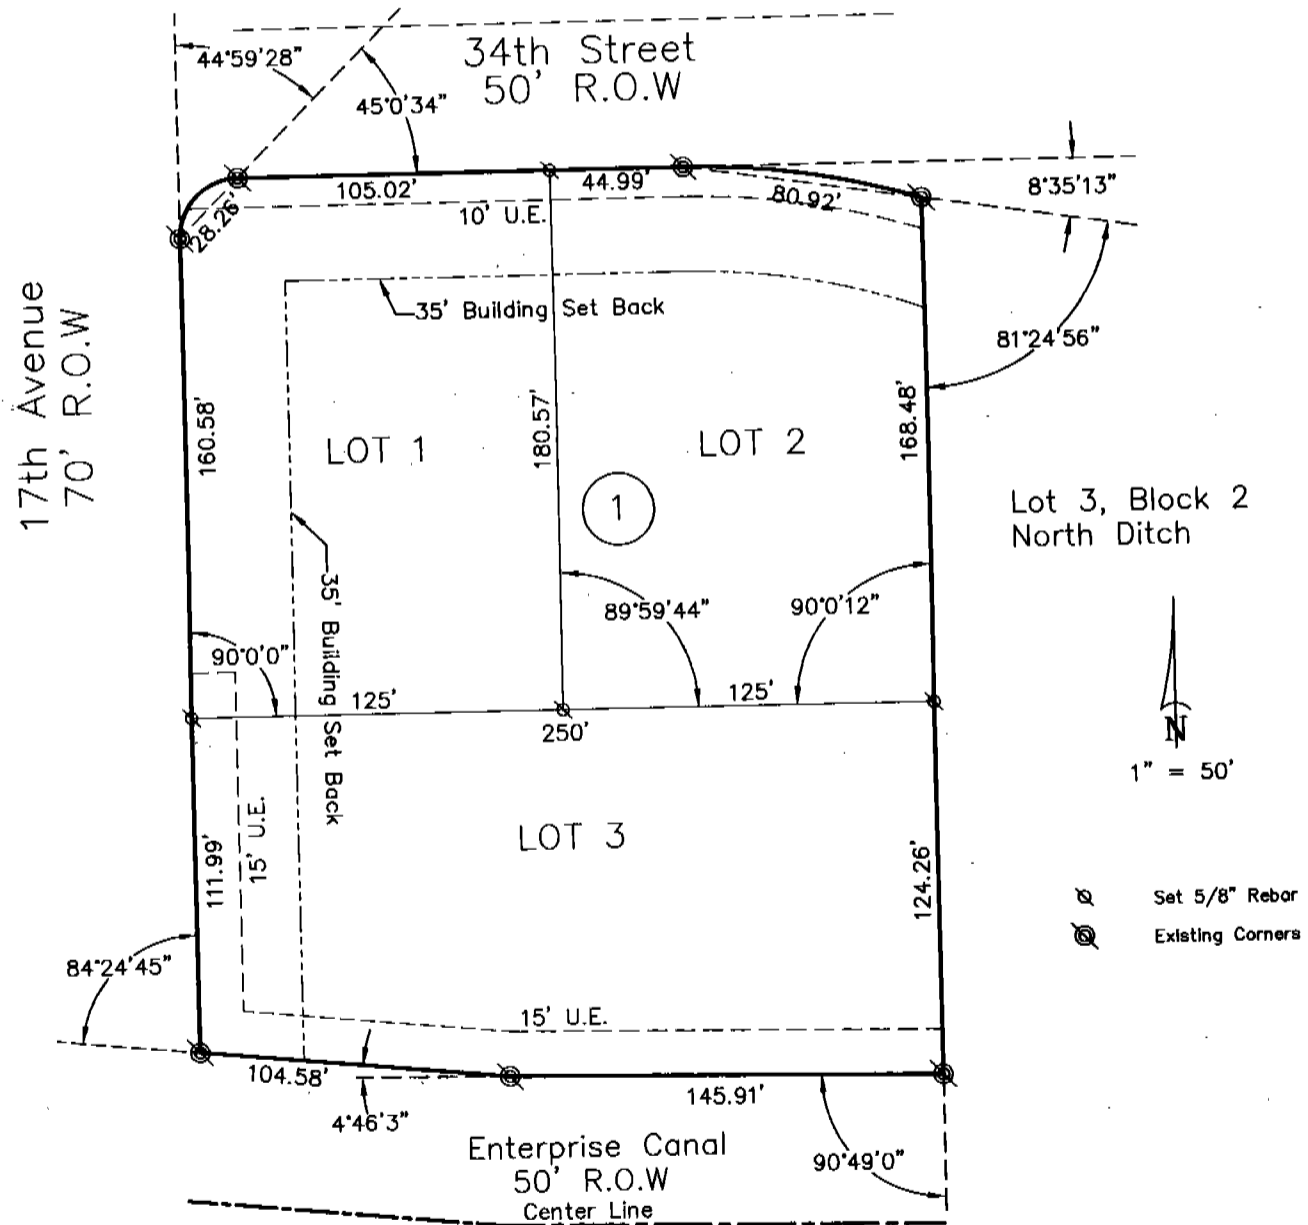 34th Street
50' R.O.W
44°59'28"
45°0'34"
105.02'
44.99'
80.92'
8°35'13"
28.26'
10' U.E.
35' Building Set Back
81°24'56"
17th Avenue
70' R.O.W
160.58'
180.57'
168.48'
LOT 1
LOT 2
1
Lot 3, Block 2
North Ditch
89°59'44"
90°0'12"
90°0'0"
35' Building Set Back
125'
125'
250'
N
1" = 50'
15' U.E.
LOT 3
111.99'
124.26'
Set 5/8" Rebar
Existing Corners
84°24'45"
15' U.E.
104.58'
145.91'
4°46'3"
90°49'0"
Enterprise Canal
50' R.O.W
Center Line